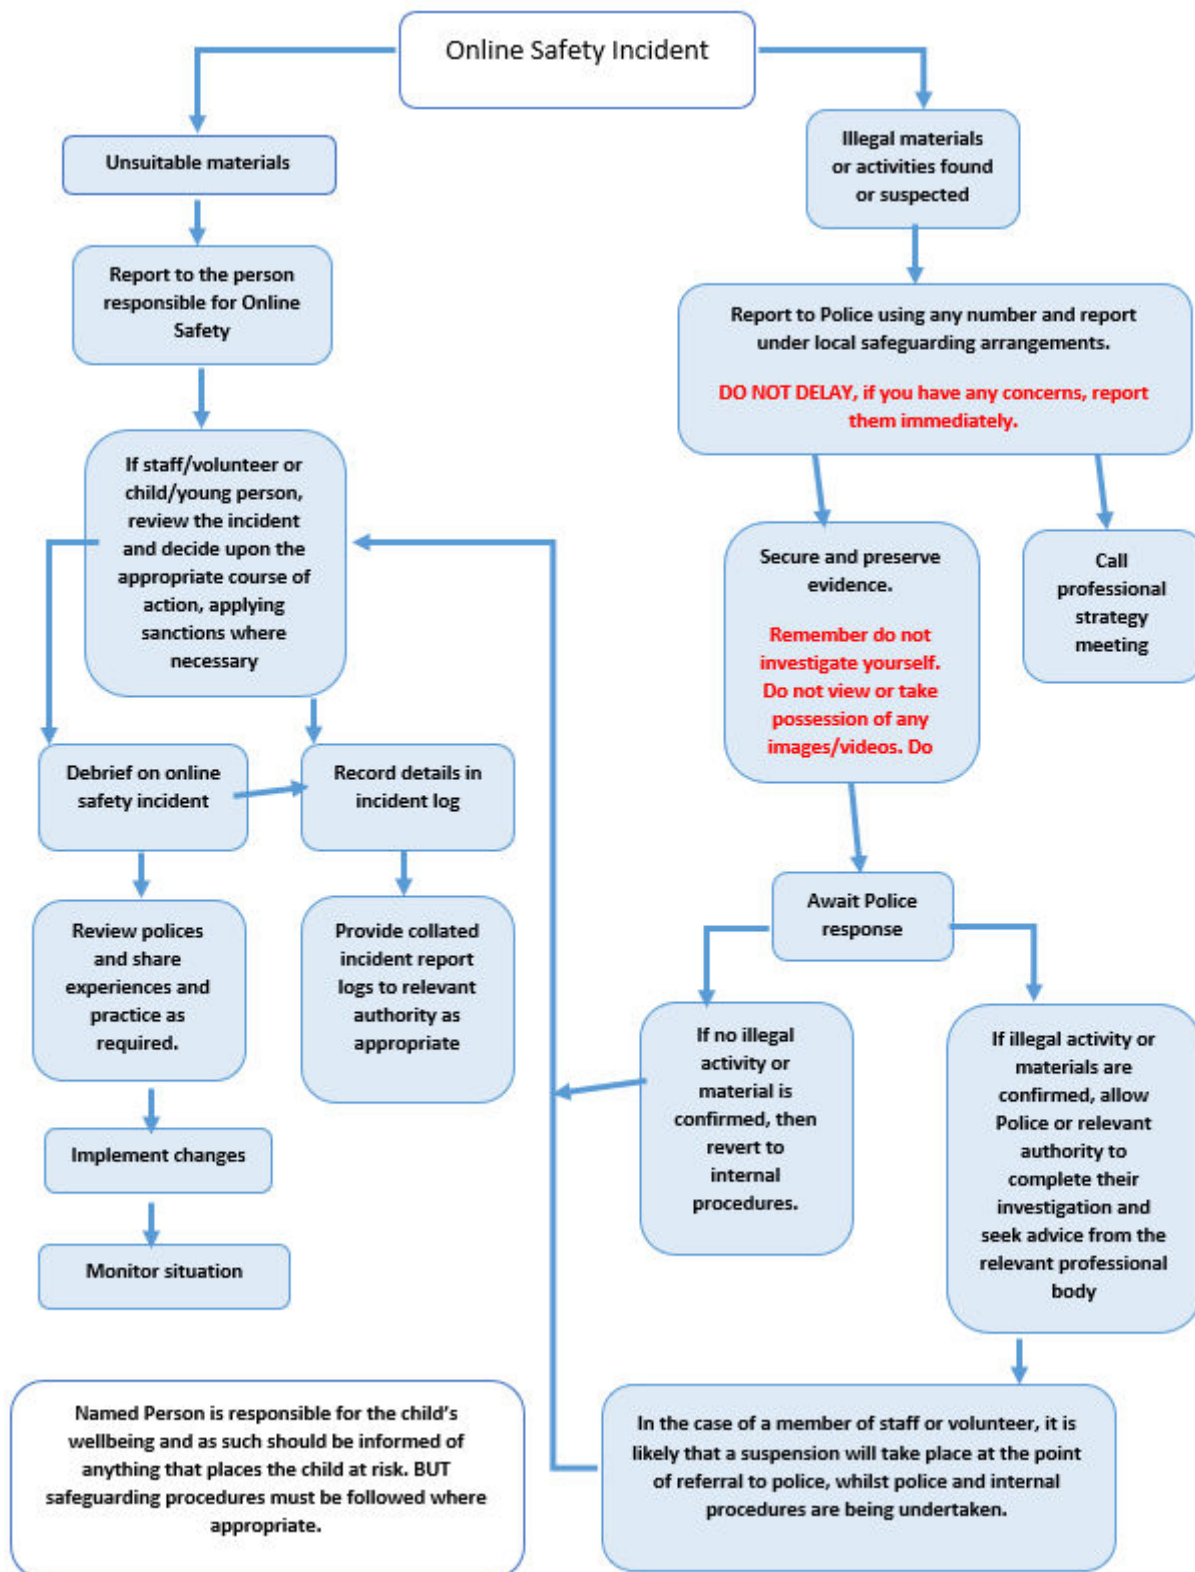 Online Safety Incident
Unsuitable materials
Report to the person
responsible for Online
Safety
If staff/volunteer or
child/young person,
review the incident
and decide upon the
appropriate course of
action, applying
sanctions where
necessary
Debrief on online
safety incident
Record details in
incident log
Review polices
and share
experiences and
practice as
required.
Provide collated
incident report
logs to relevant
authority as
appropriate
Implement changes
Monitor situation
Illegal materials
or activities found
or suspected
Report to Police using any number and report
under local safeguarding arrangements.
DO NOT DELAY, if you have any concerns, report
them immediately.
Secure and preserve
evidence.
Remember do not
investigate yourself.
Do not view or take
possession of any
images/videos. Do
Call
professional
strategy
meeting
Await Police
response
If no illegal
activity or
material is
confirmed, then
revert to
internal
procedures.
If illegal activity or
materials are
confirmed, allow
Police or relevant
authority to
complete their
investigation and
seek advice from the
relevant professional
body
In the case of a member of staff or volunteer, it is
likely that a suspension will take place at the point
of referral to police, whilst police and internal
procedures are being undertaken.
Named Person is responsible for the child’s
wellbeing and as such should be informed of
anything that places the child at risk. BUT
safeguarding procedures must be followed where
appropriate.